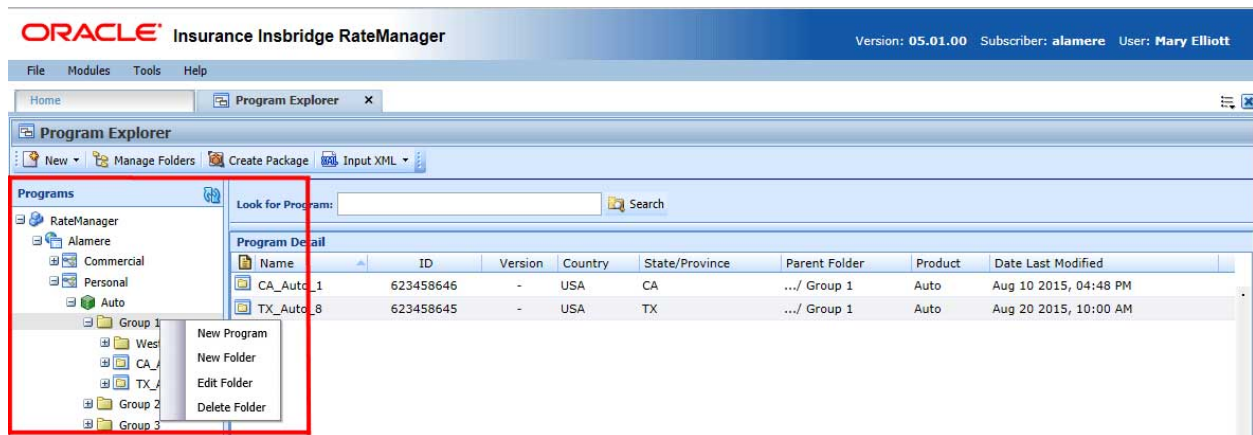 ORACLE® Insurance Insbridge RateManager
Version: 05.01.00 Subscriber: alamere User: Mary Elliott
File Modules Tools Help
Home Program Explorer
Program Explorer
New Manage Folders Create Package Input XML
Programs
Look for Program: Search
RateManager
Alamere
Commercial
Personal
Auto
Group 1
West
CA_A
TX_A
Group 2
Group 3
New Program
New Folder
Edit Folder
Delete Folder
Program Detail
Name ID Version Country State/Province Parent Folder Product Date Last Modified
CA_Auto_1 623458646 - USA CA .../ Group 1 Auto Aug 10 2015, 04:48 PM
TX_Auto_8 623458645 - USA TX .../ Group 1 Auto Aug 20 2015, 10:00 AM